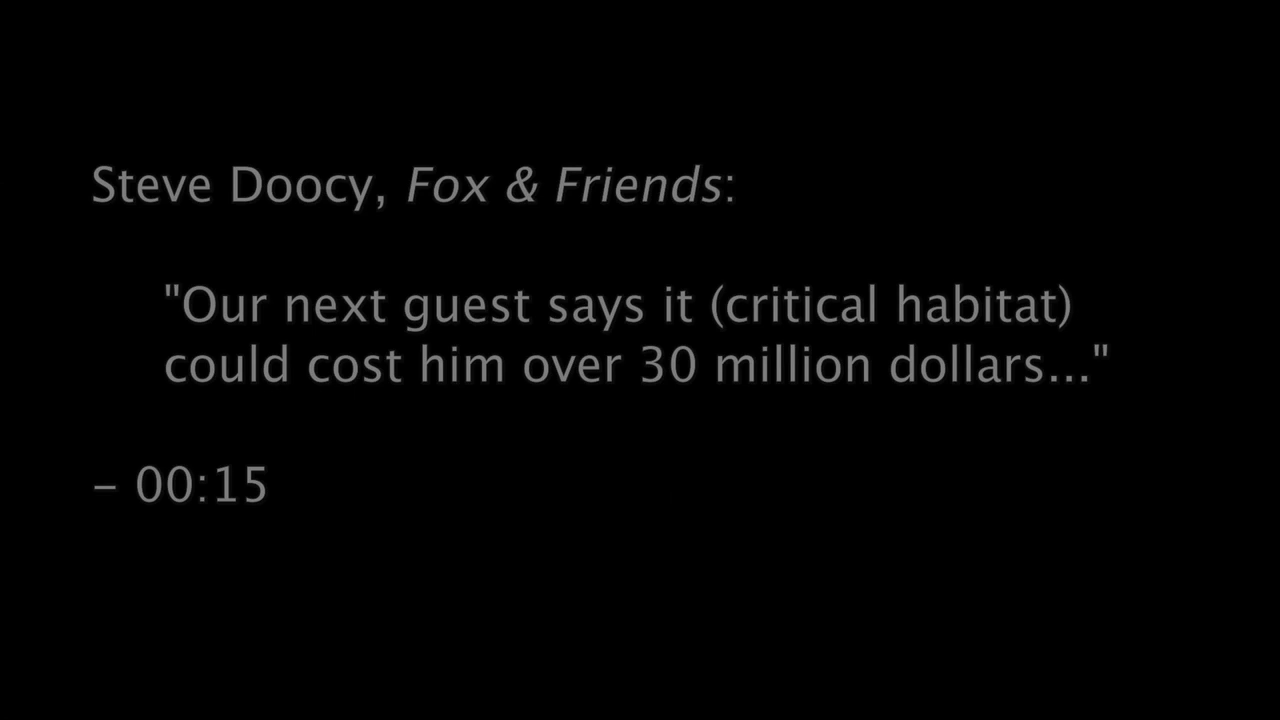 Steve Doocy, Fox & Friends:
"Our next guest says it (critical habitat)
could cost him over 30 million dollars..."
– 00:15